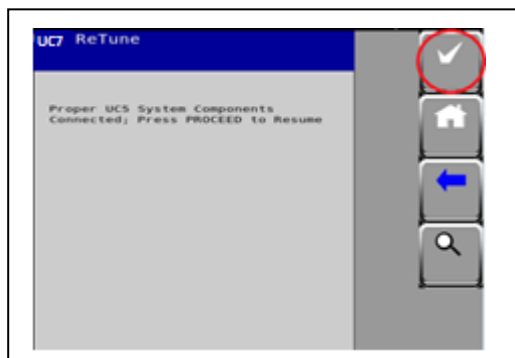 UC7 ReTune
Proper UC5 System Components
Connected; Press PROCEED to Resume